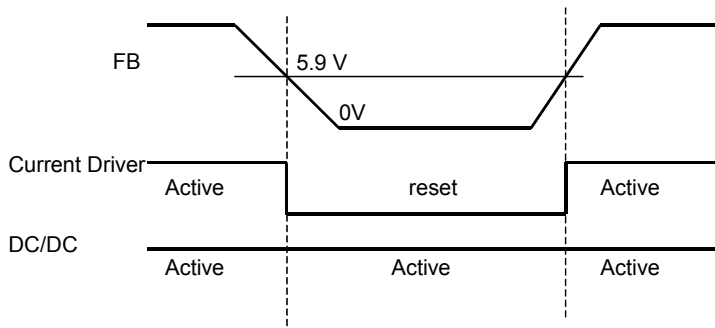 FB
5.9 V
0V
Current Driver
Active reset Active
DC/DC
Active Active Active